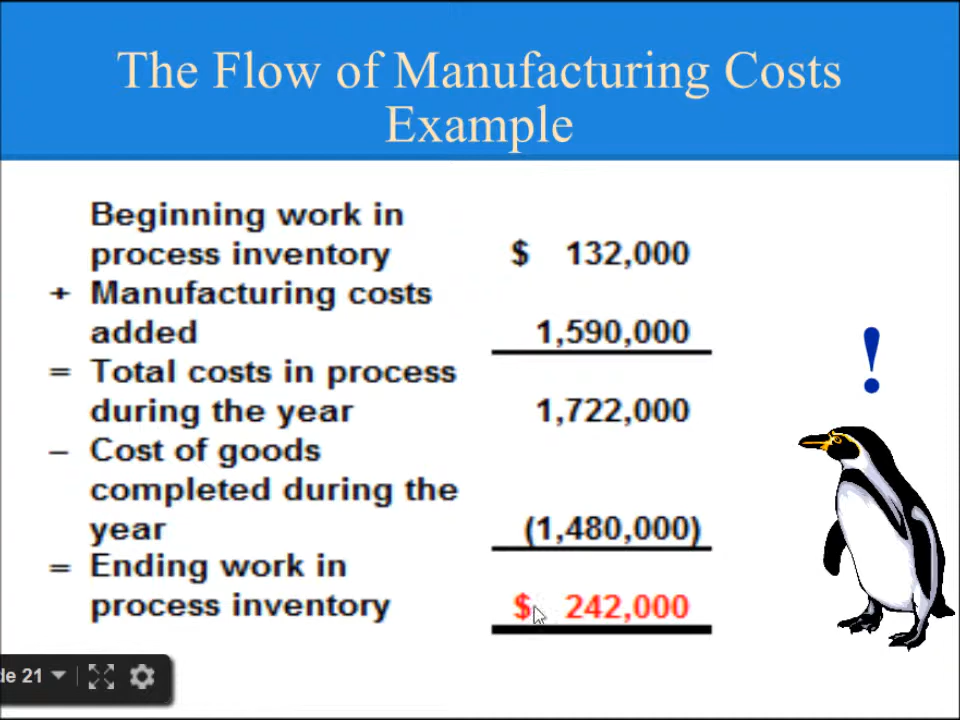 The Flow of Manufacturing Costs
Example
Beginning work in
process inventory $ 132,000
+ Manufacturing costs
added 1,590,000
= Total costs in process
during the year 1,722,000
– Cost of goods
completed during the
year (1,480,000)
= Ending work in
process inventory $ 242,000
!
de 21